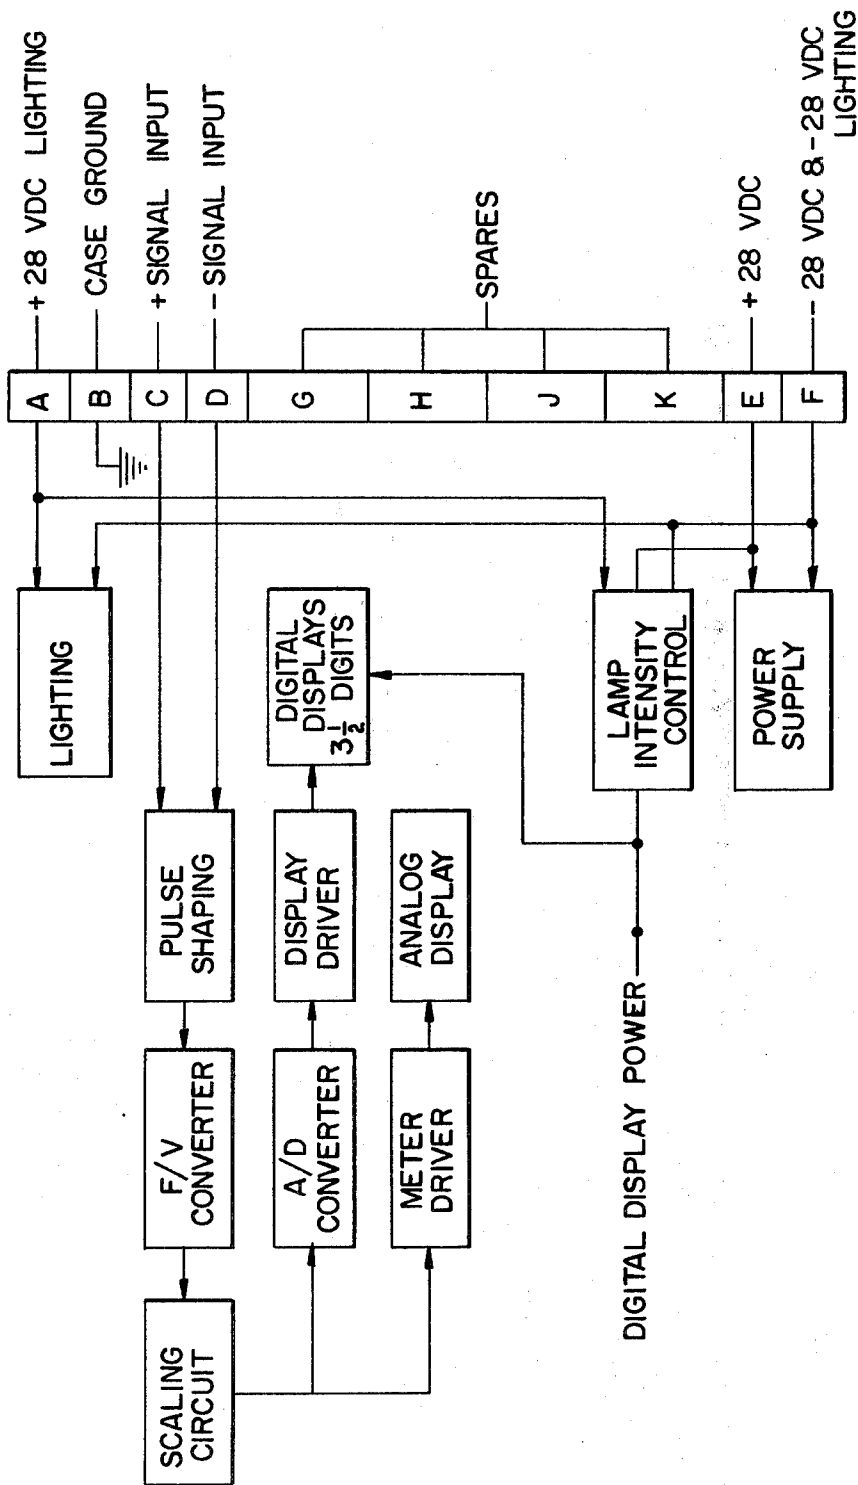 + 28 VDC LIGHTING
CASE GROUND
+ SIGNAL INPUT
- SIGNAL INPUT
SPARES
+ 28 VDC
- 28 VDC & - 28 VDC
LIGHTING
A
B
C
D
G
H
J
K
E
F
LIGHTING
DIGITAL
DISPLAYS
3 1/2 DIGITS
LAMP
INTENSITY
CONTROL
POWER
SUPPLY
PULSE
SHAPING
DISPLAY
DRIVER
ANALOG
DISPLAY
F/V
CONVERTER
A/D
CONVERTER
METER
DRIVER
SCALING
CIRCUIT
DIGITAL DISPLAY POWER